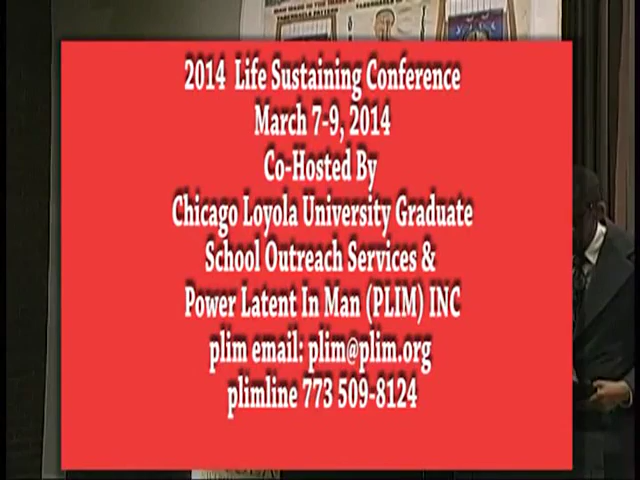 2014 Life Sustaining Conference
March 7-9, 2014
Co-Hosted By
Chicago Loyola University Graduate
School Outreach Services &
Power Latent In Man (PLIM) INC
plim email: plim@plim.org
plimline 773 509-8124